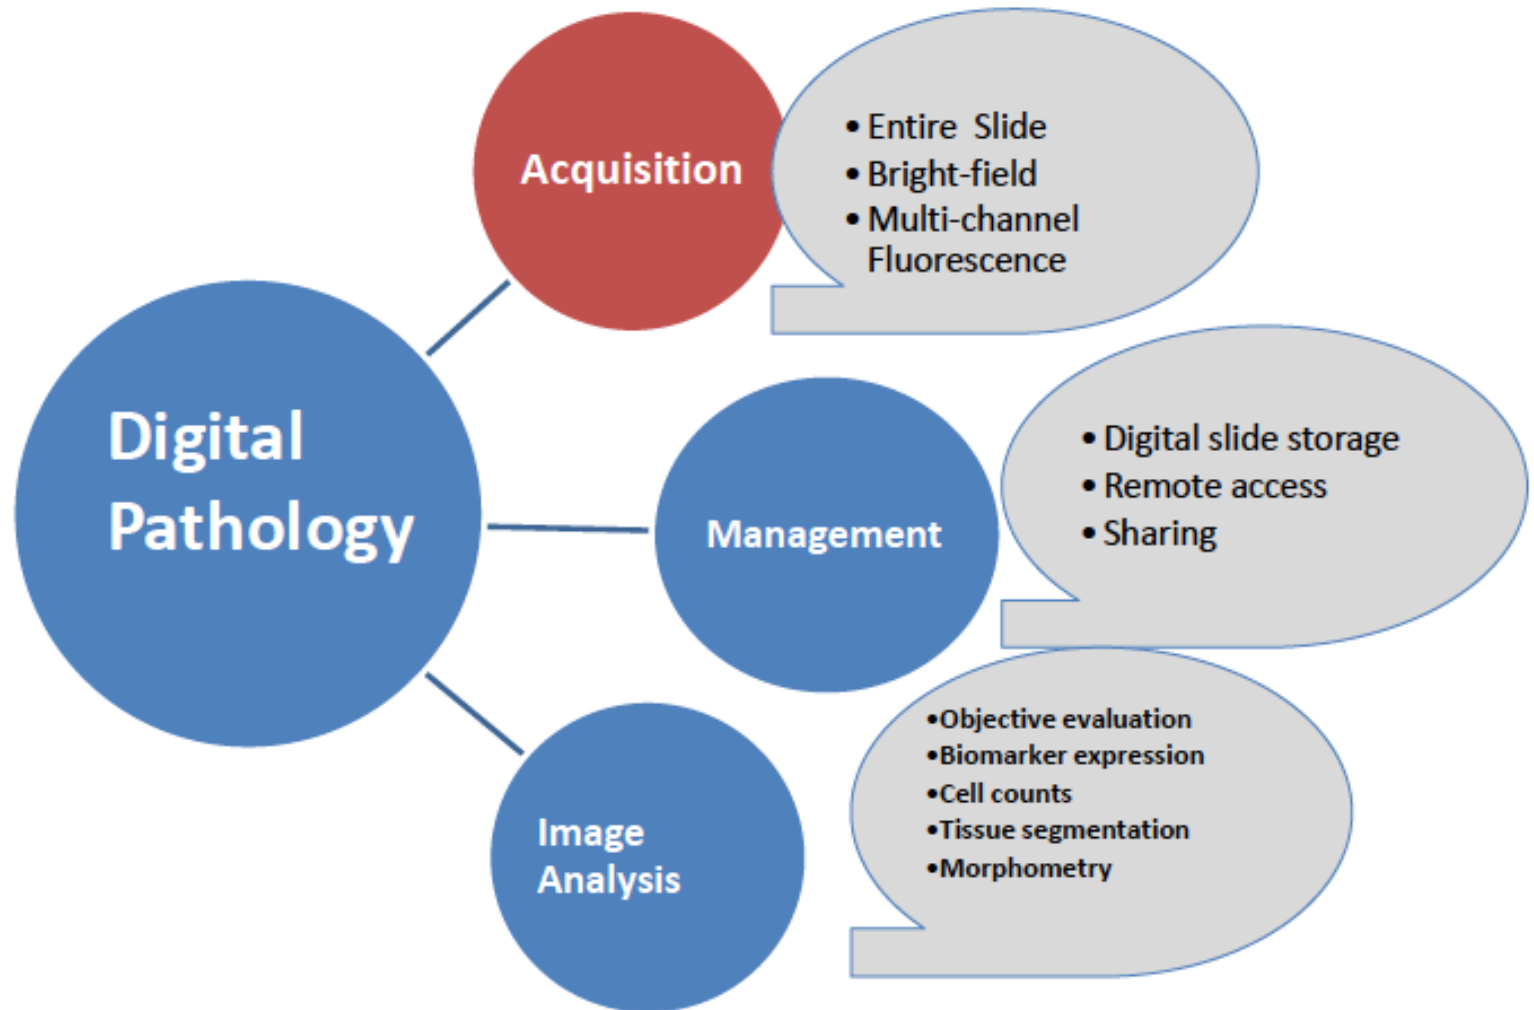 Acquisition
• Entire Slide
• Bright-field
• Multi-channel
Fluorescence
Digital
Pathology
Management
• Digital slide storage
• Remote access
• Sharing
Image
Analysis
•Objective evaluation
•Biomarker expression
•Cell counts
•Tissue segmentation
•Morphometry